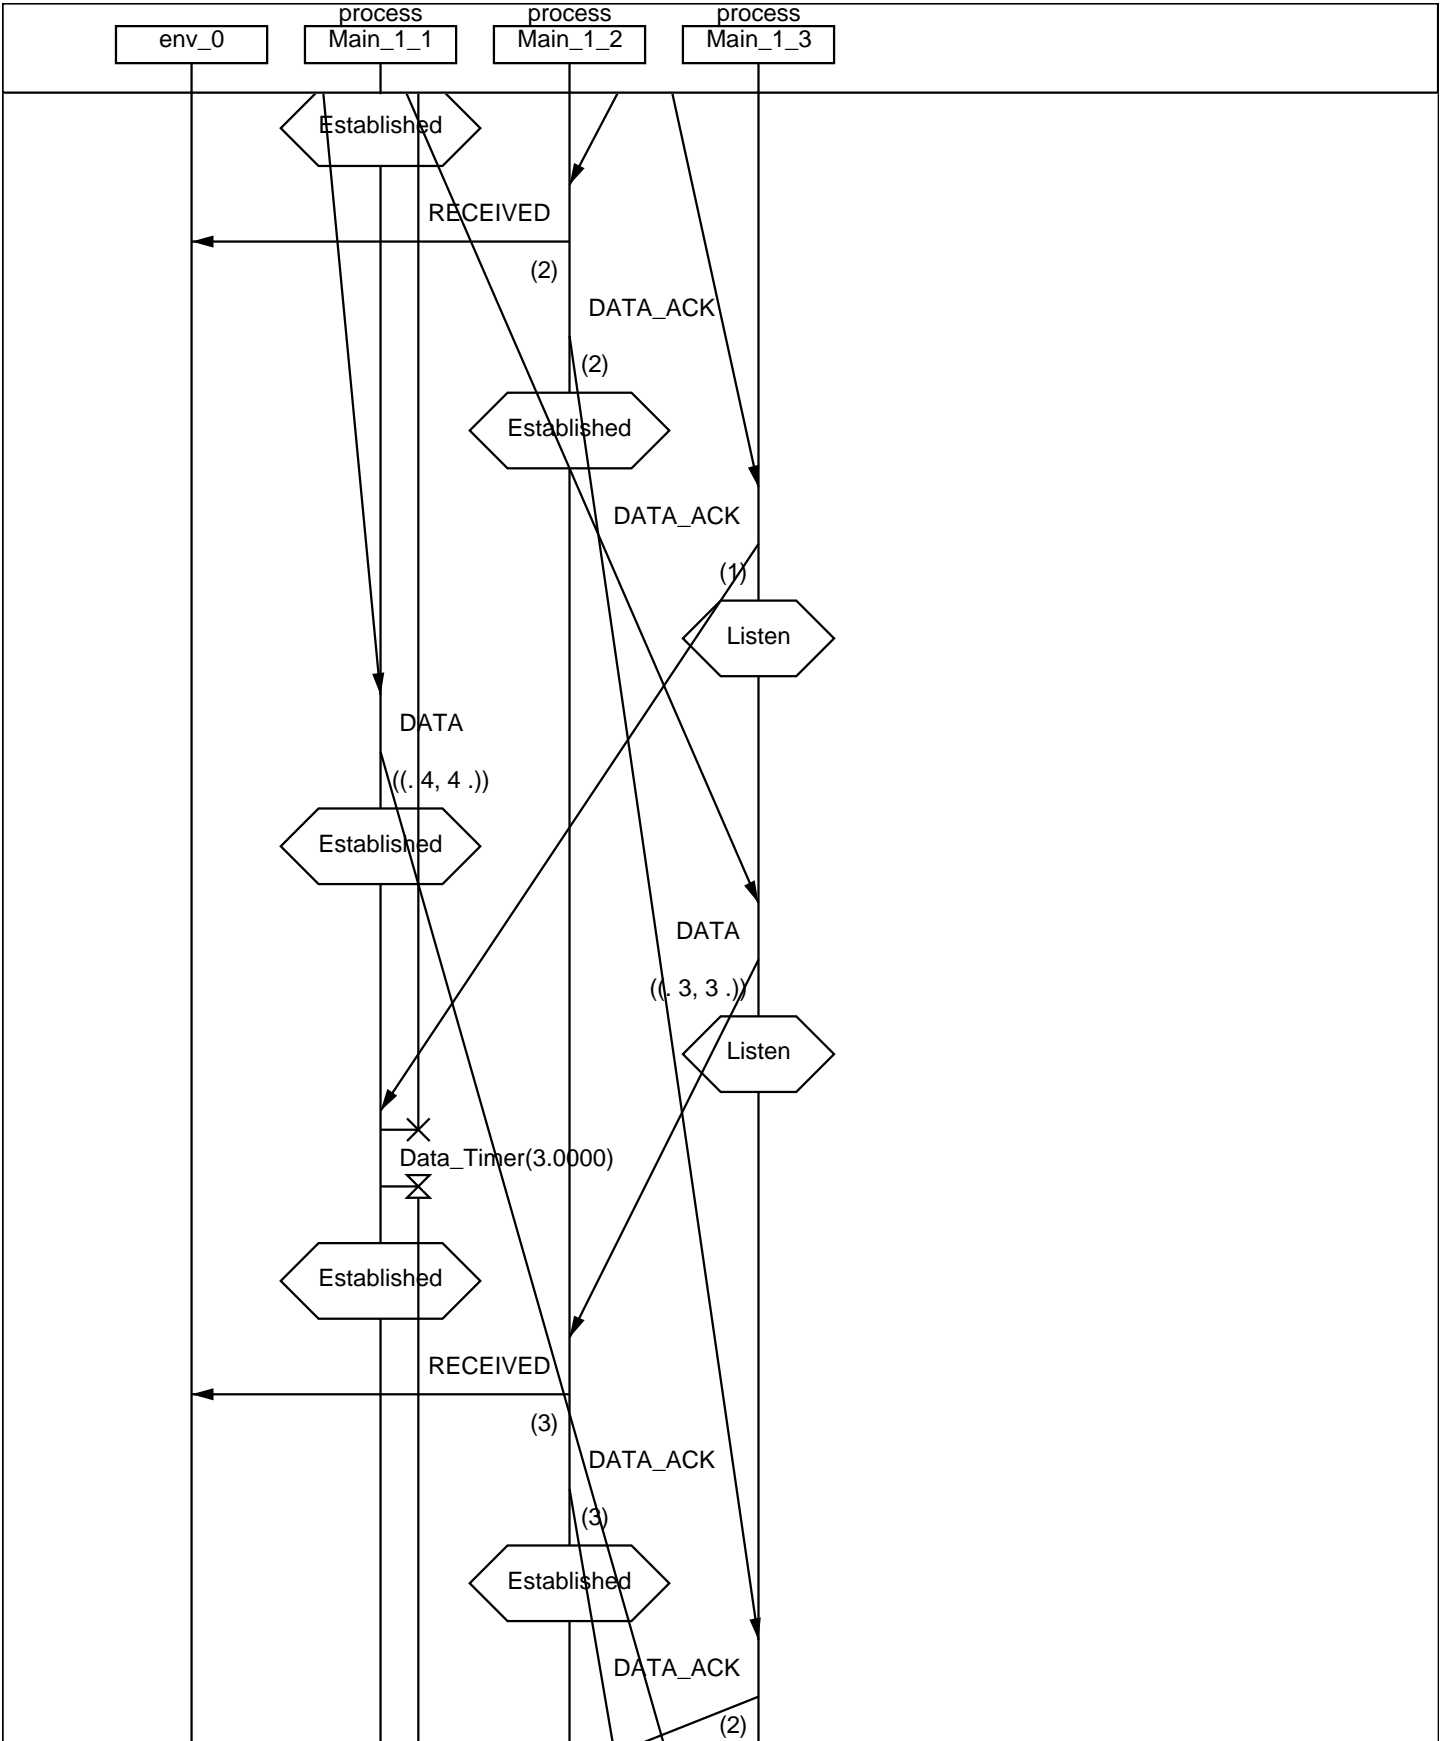 process process process
env_0 Main_1_1 Main_1_2 Main_1_3
Established
RECEIVED
(2)
DATA_ACK
(2)
Established
DATA_ACK
(1)
Listen
DATA
((. 4, 4 .))
Established
DATA
((. 3, 3 .))
Listen
Data_Timer(3.0000)
Established
RECEIVED
(3)
DATA_ACK
(3)
Established
DATA_ACK
(2)